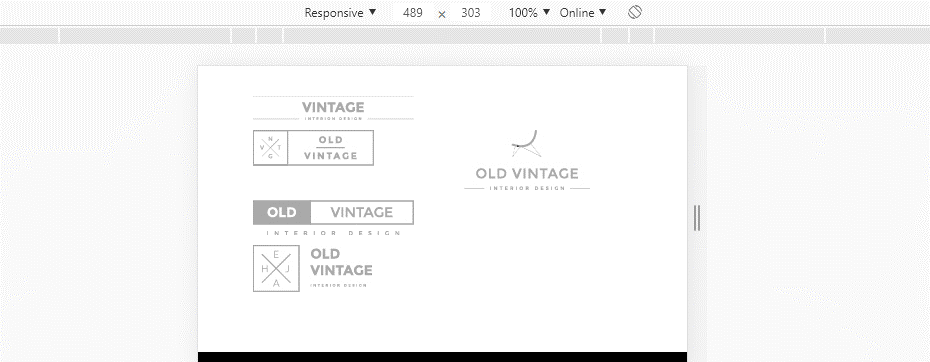 Responsive ▼ 489 × 303 100% ▼ Online ▼
VINTAGE
INTERIOR DESIGN
N
V T
G
OLD
VINTAGE
OLD VINTAGE
INTERIOR DESIGN
E
H J
A
OLD
VINTAGE
INTERIOR DESIGN
OLD VINTAGE
INTERIOR DESIGN